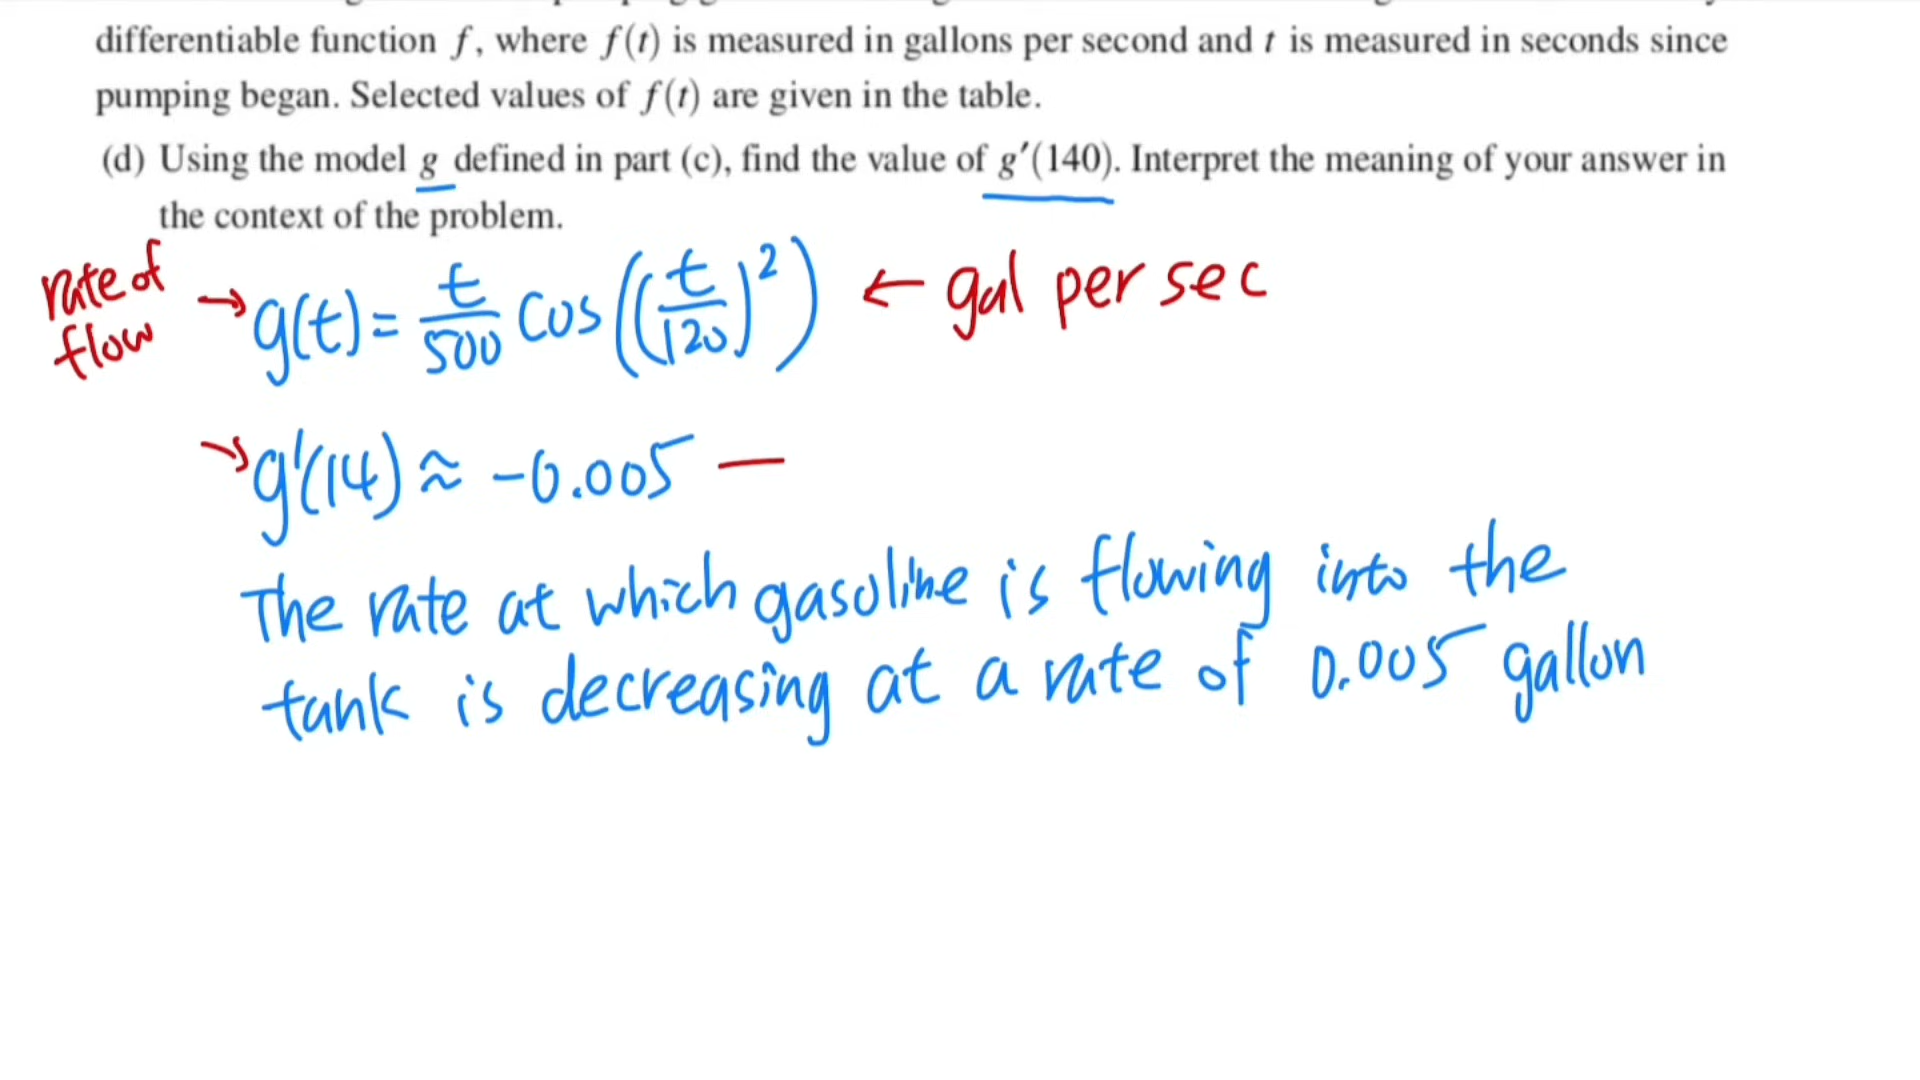 differentiable function f, where f(t) is measured in gallons per second and t is measured in seconds since
pumping began. Selected values of f(t) are given in the table.
(d) Using the model g defined in part (c), find the value of g′(140). Interpret the meaning of your answer in
the context of the problem.
rate of
flow
→ g(t) = t/500 cos((t/120)²) ← gal per sec
→ g'(14) ≈ -0.005 —
The rate at which gasoline is flowing into the
tank is decreasing at a rate of 0.005 gallon